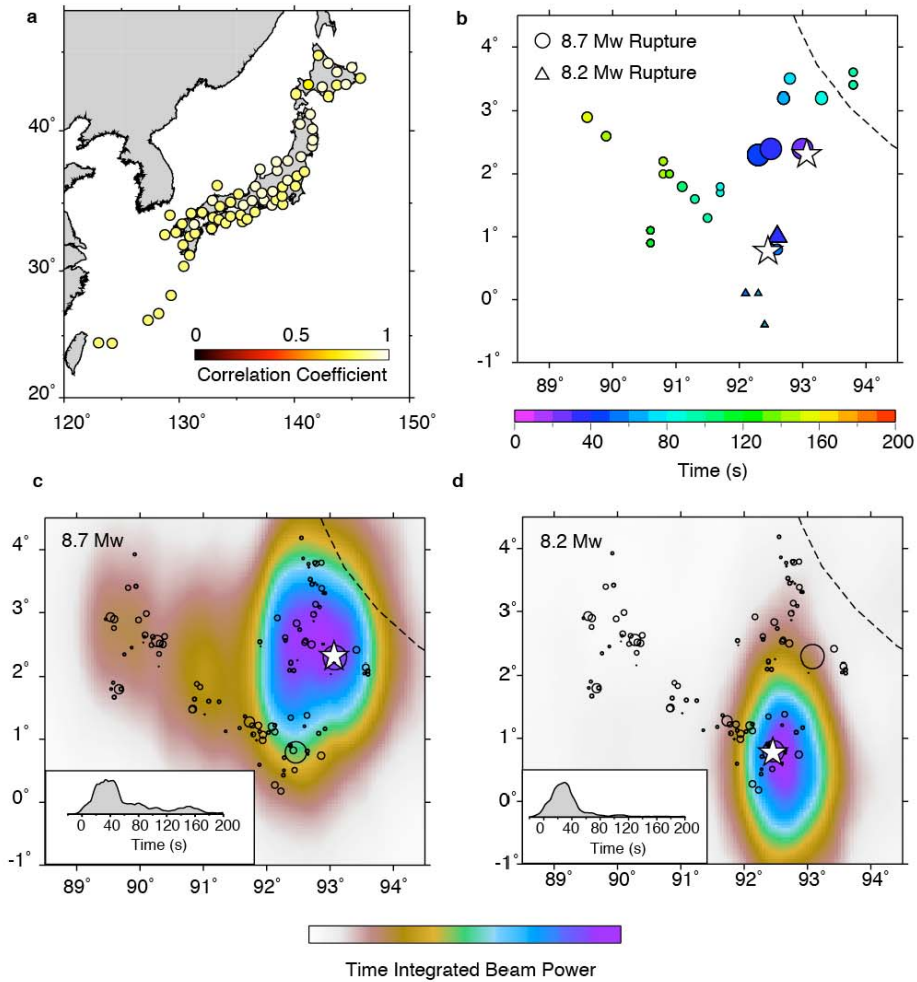 a
40˚
30˚
20˚
120˚ 130˚ 140˚ 150˚
0 0.5 1
Correlation Coefficient
b
8.7 Mw Rupture
8.2 Mw Rupture
4˚
3˚
2˚
1˚
0˚
-1˚
89˚ 90˚ 91˚ 92˚ 93˚ 94˚
0 40 80 120 160 200
Time (s)
c
8.7 Mw
4˚
3˚
2˚
1˚
0˚
-1˚
0 40 80 120 160 200
Time (s)
89˚ 90˚ 91˚ 92˚ 93˚ 94˚
d
8.2 Mw
4˚
3˚
2˚
1˚
0˚
-1˚
0 40 80 120 160 200
Time (s)
89˚ 90˚ 91˚ 92˚ 93˚ 94˚
Time Integrated Beam Power